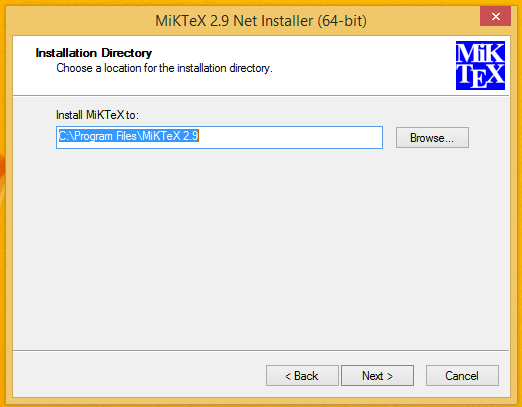 MiKTeX 2.9 Net Installer (64-bit)
Installation Directory
Choose a location for the installation directory.
MiK
TEX
Install MiKTeX to:
C:\Program Files\MiKTeX 2.9
Browse...
< Back
Next >
Cancel